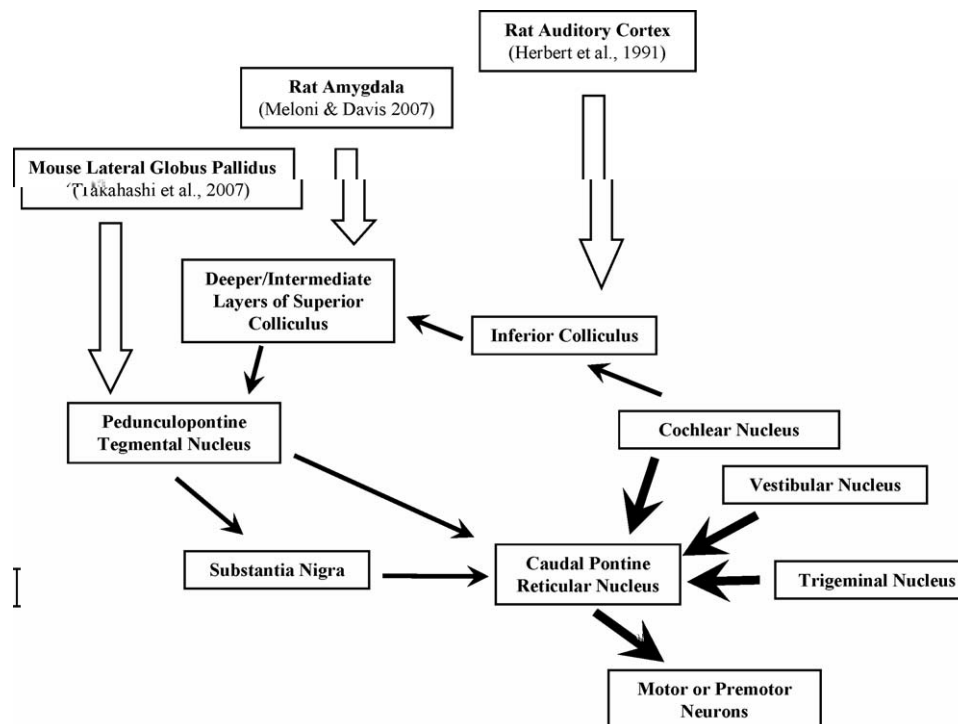 Rat Auditory Cortex
(Herbert et al., 1991)
Rat Amygdala
(Meloni & Davis 2007)
Mouse Lateral Globus Pallidus
(Takahashi et al., 2007)
Deeper/Intermediate
Layers of Superior
Colliculus
Inferior Colliculus
Pedunculopontine
Tegmental Nucleus
Cochlear Nucleus
Vestibular Nucleus
Substantia Nigra
Caudal Pontine
Reticular Nucleus
Trigeminal Nucleus
Motor or Premotor
Neurons